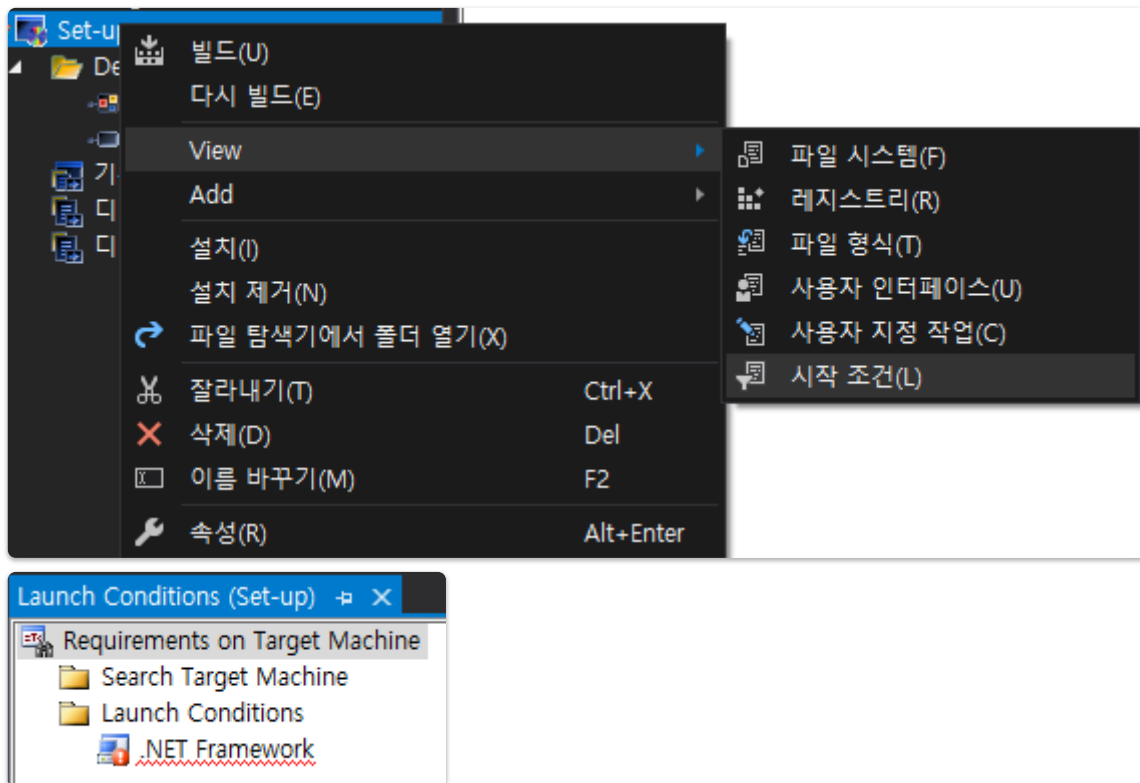 Set-u
De
기
디
디
빌드(U)
다시 빌드(E)
View
Add
설치(I)
설치 제거(N)
파일 탐색기에서 폴더 열기(X)
잘라내기(T) Ctrl+X
삭제(D) Del
이름 바꾸기(M) F2
속성(R) Alt+Enter
파일 시스템(F)
레지스트리(R)
파일 형식(T)
사용자 인터페이스(U)
사용자 지정 작업(C)
시작 조건(L)
Launch Conditions (Set-up)
Requirements on Target Machine
Search Target Machine
Launch Conditions
.NET Framework